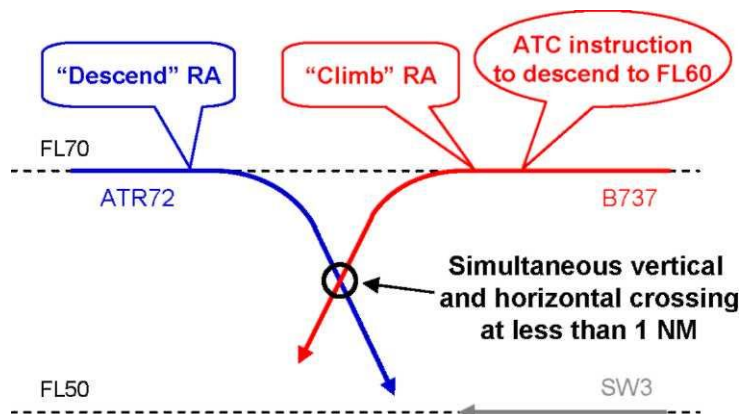 ATC instruction
to descend to FL60
“Descend” RA
“Climb” RA
FL70
ATR72
B737
Simultaneous vertical
and horizontal crossing
at less than 1 NM
FL50
SW3